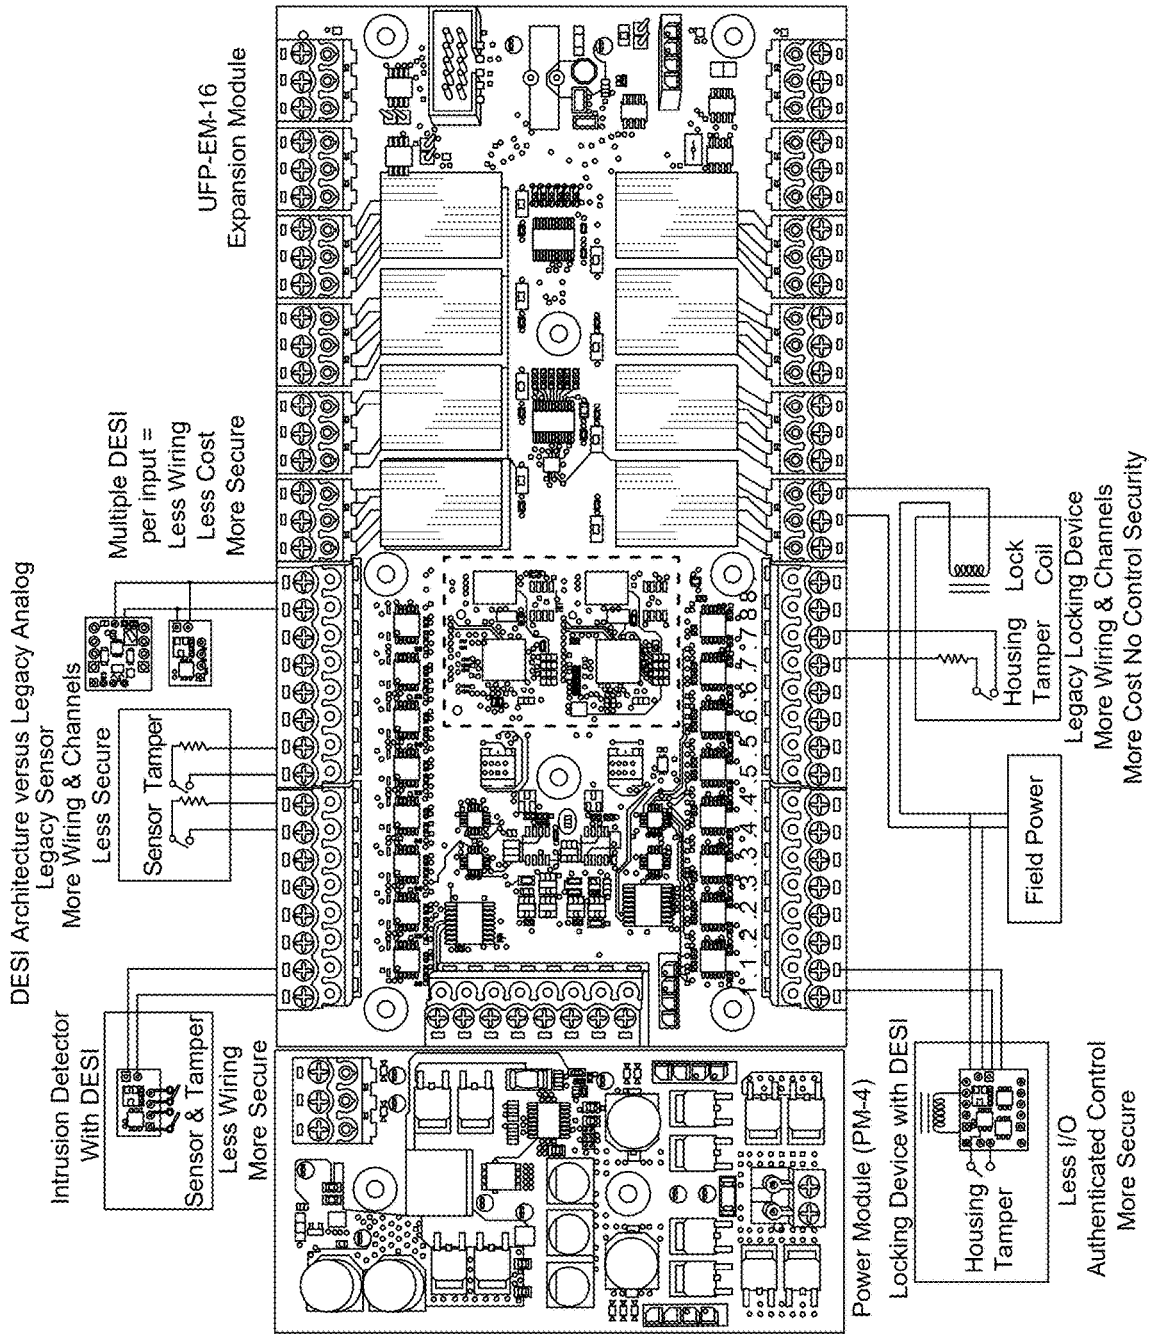 DESI Architecture versus Legacy Analog
Intrusion Detector
With DESI
Sensor & Tamper
Less Wiring
More Secure
Legacy Sensor
More Wiring & Channels
Less Secure
Sensor Tamper
Multiple DESI
per input =
Less Wiring
Less Cost
More Secure
UFP-EM-16
Expansion Module
1 1 2 2 3 3 4 4 5 5 6 6 7 7 8 8
Power Module (PM-4)
Locking Device with DESI
Housing
Tamper
Less I/O
Authenticated Control
More Secure
Field Power
Housing
Tamper
Lock
Coil
Legacy Locking Device
More Wiring & Channels
More Cost No Control Security